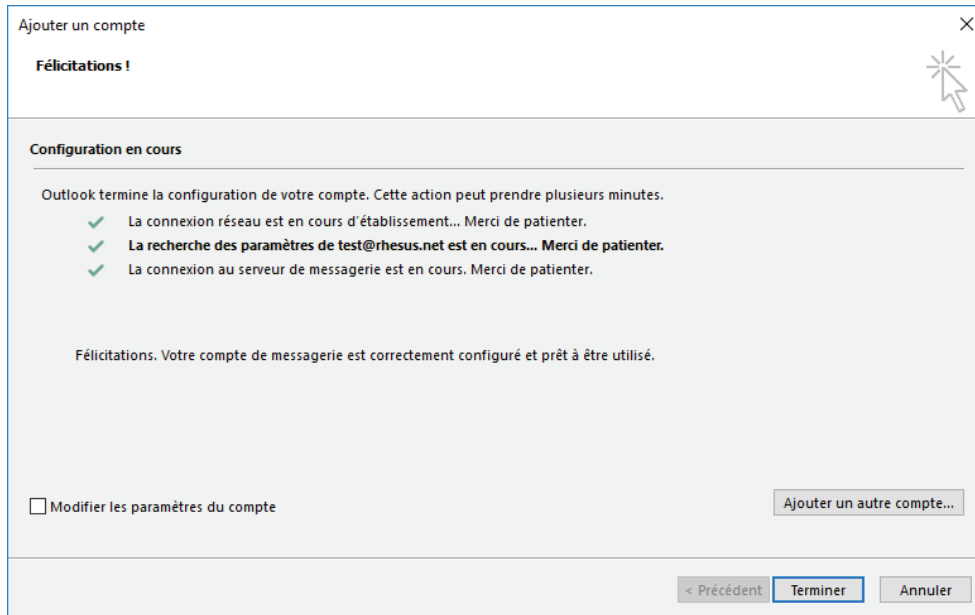 Ajouter un compte
Félicitations !
Configuration en cours
Outlook termine la configuration de votre compte. Cette action peut prendre plusieurs minutes.
La connexion réseau est en cours d'établissement... Merci de patienter.
La recherche des paramètres de test@rhesus.net est en cours... Merci de patienter.
La connexion au serveur de messagerie est en cours. Merci de patienter.
Félicitations. Votre compte de messagerie est correctement configuré et prêt à être utilisé.
Modifier les paramètres du compte
Ajouter un autre compte...
< Précédent
Terminer
Annuler